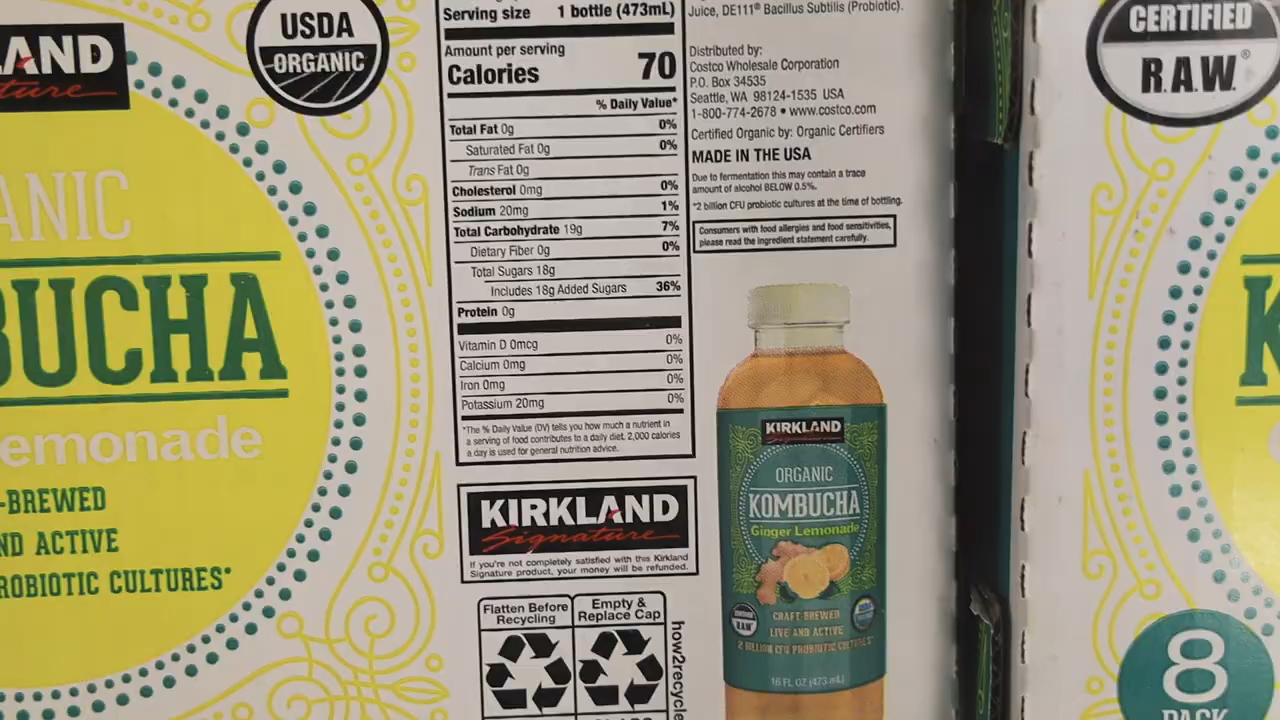 LAND
ture
ANIC
BUCHA
emonade
-BREWED
ND ACTIVE
ROBIOTIC CULTURES*
USDA
ORGANIC
Serving size 1 bottle (473mL)
Amount per serving
Calories 70
% Daily Value*
Total Fat 0g 0%
Saturated Fat 0g 0%
Trans Fat 0g
Cholesterol 0mg 0%
Sodium 20mg 1%
Total Carbohydrate 19g 7%
Dietary Fiber 0g 0%
Total Sugars 18g
Includes 18g Added Sugars 36%
Protein 0g
Vitamin D 0mcg 0%
Calcium 0mg 0%
Iron 0mg 0%
Potassium 20mg 0%
*The % Daily Value (DV) tells you how much a nutrient in
a serving of food contributes to a daily diet. 2,000 calories
a day is used for general nutrition advice.
KIRKLAND
Signature
If you're not completely satisfied with this Kirkland
Signature product, your money will be refunded.
Flatten Before
Recycling
Empty &
Replace Cap
how2recycle
Juice, DE111® Bacillus Subtilis (Probiotic).
Distributed by:
Costco Wholesale Corporation
P.O. Box 34535
Seattle, WA 98124-1535 USA
1-800-774-2678 • www.costco.com
Certified Organic by: Organic Certifiers
MADE IN THE USA
Due to fermentation this may contain a trace
amount of alcohol BELOW 0.5%.
*2 billion CFU probiotic cultures at the time of bottling.
Consumers with food allergies and food sensitivities,
please read the ingredient statement carefully.
KIRKLAND
Signature
ORGANIC
KOMBUCHA
Ginger Lemonade
RAW
CRAFT-BREWED
LIVE AND ACTIVE
2 BILLION CFU PROBIOTIC CULTURES*
16 FL OZ (473 mL)
CERTIFIED
R.A.W.®
K
8
PACK